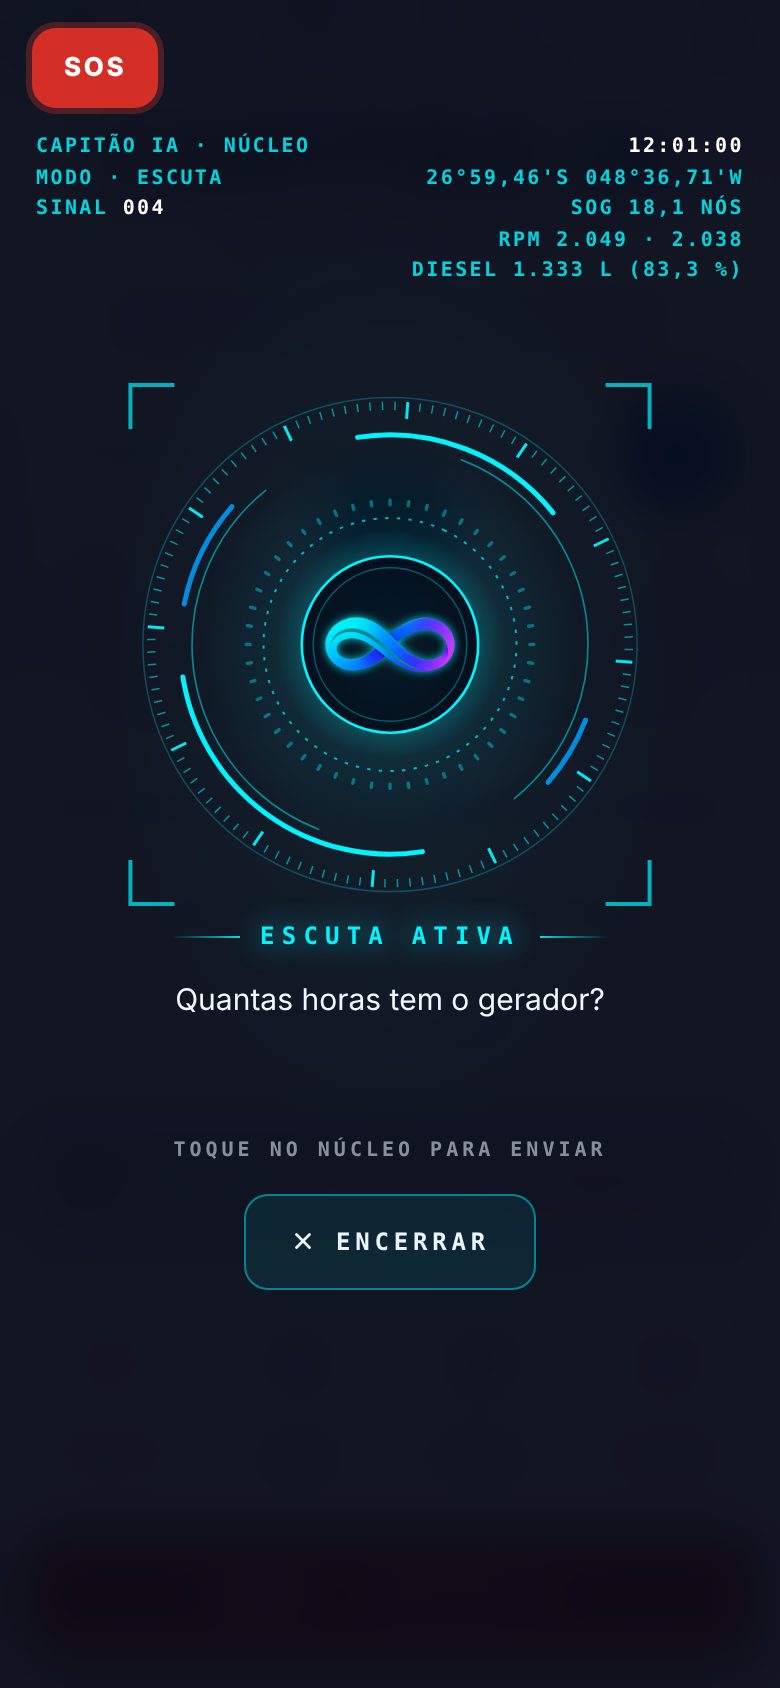 SOS
CAPITÃO IA · NÚCLEO
MODO · ESCUTA
SINAL 004
12:01:00
26°59,46'S 048°36,71'W
SOG 18,1 NÓS
RPM 2.049 · 2.038
DIESEL 1.333 L (83,3 %)
ESCUTA ATIVA
Quantas horas tem o gerador?
TOQUE NO NÚCLEO PARA ENVIAR
✕ ENCERRAR